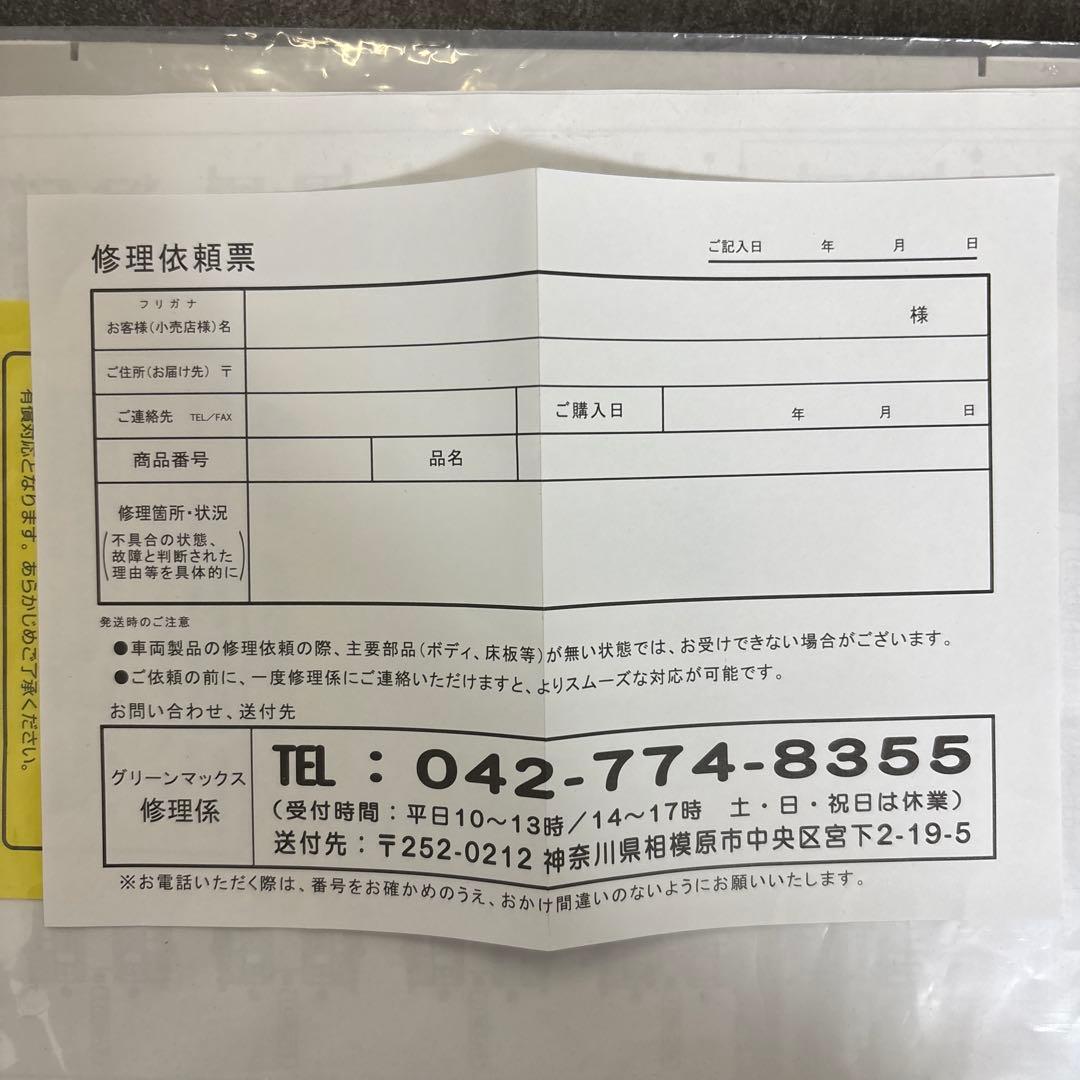 修理依頼票
ご記入日 年 月 日
フリガナ
お客様(小売店様)名 様
ご住所(お届け先) 〒
ご連絡先 TEL/FAX ご購入日 年 月 日
商品番号 品名
修理箇所・状況
(不具合の状態、
故障と判断された
理由等を具体的に)
発送時のご注意
●車両製品の修理依頼の際、主要部品(ボディ、床板等)が無い状態では、お受けできない場合がございます。
●ご依頼の前に、一度修理係にご連絡いただけますと、よりスムーズな対応が可能です。
お問い合わせ、送付先
グリーンマックス
修理係
TEL:042-774-8355
(受付時間:平日10〜13時/14〜17時 土・日・祝日は休業)
送付先:〒252-0212 神奈川県相模原市中央区宮下2-19-5
※お電話いただく際は、番号をお確かめのうえ、おかけ間違いのないようにお願いいたします。
有償対応となります。あらかじめご了承ください。